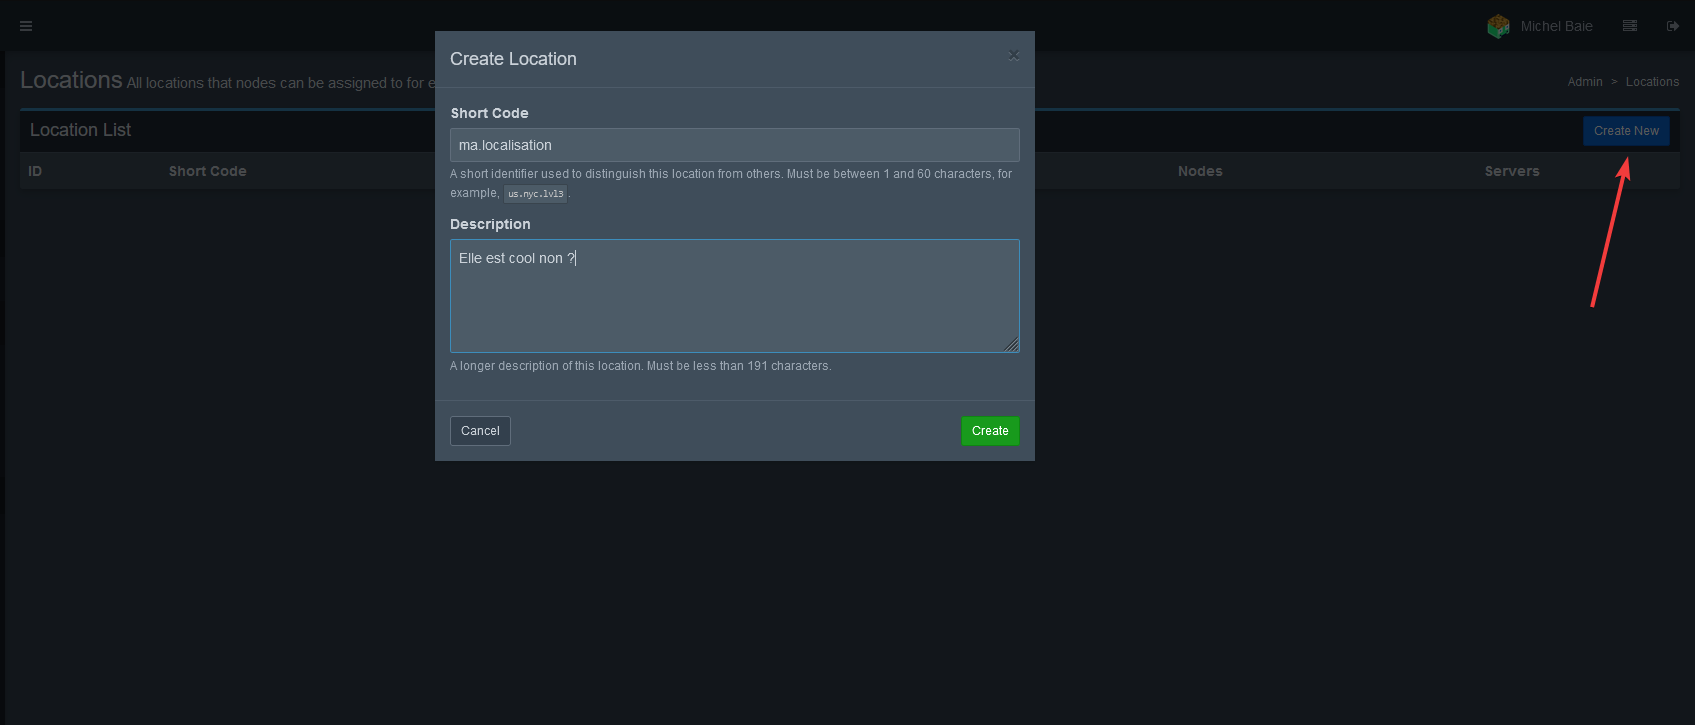 Michel Baie
Create Location
×
Locations All locations that nodes can be assigned to for e
Admin > Locations
Short Code
Location List
Create New
ma.localisation
ID
Short Code
Nodes
Servers
A short identifier used to distinguish this location from others. Must be between 1 and 60 characters, for
example, us.nyc.lvl3.
Description
Elle est cool non ?
A longer description of this location. Must be less than 191 characters.
Cancel
Create